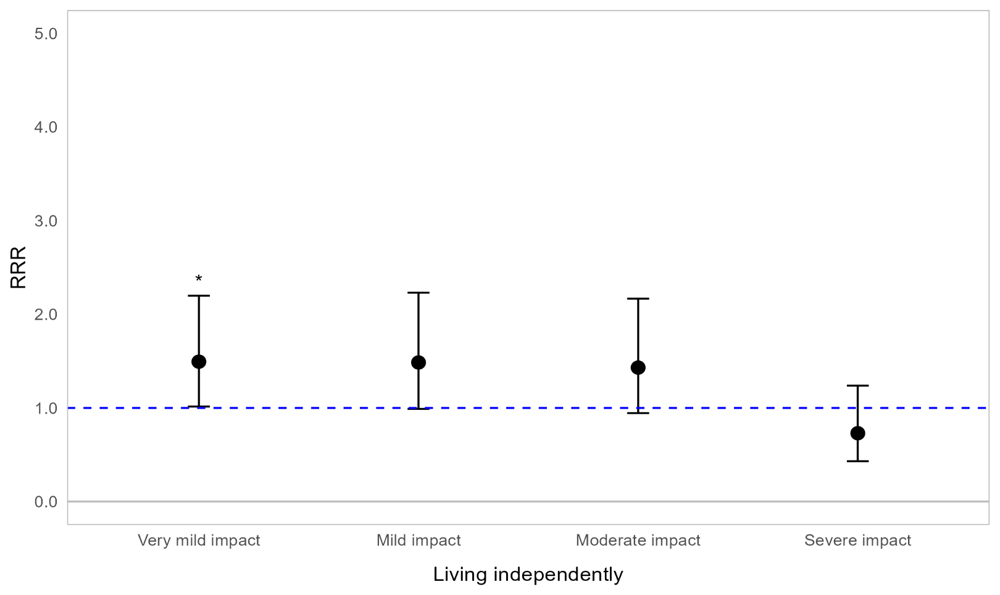 5.0
4.0
3.0
2.0
1.0
0.0
RRR
*
Very mild impact
Mild impact
Moderate impact
Severe impact
Living independently